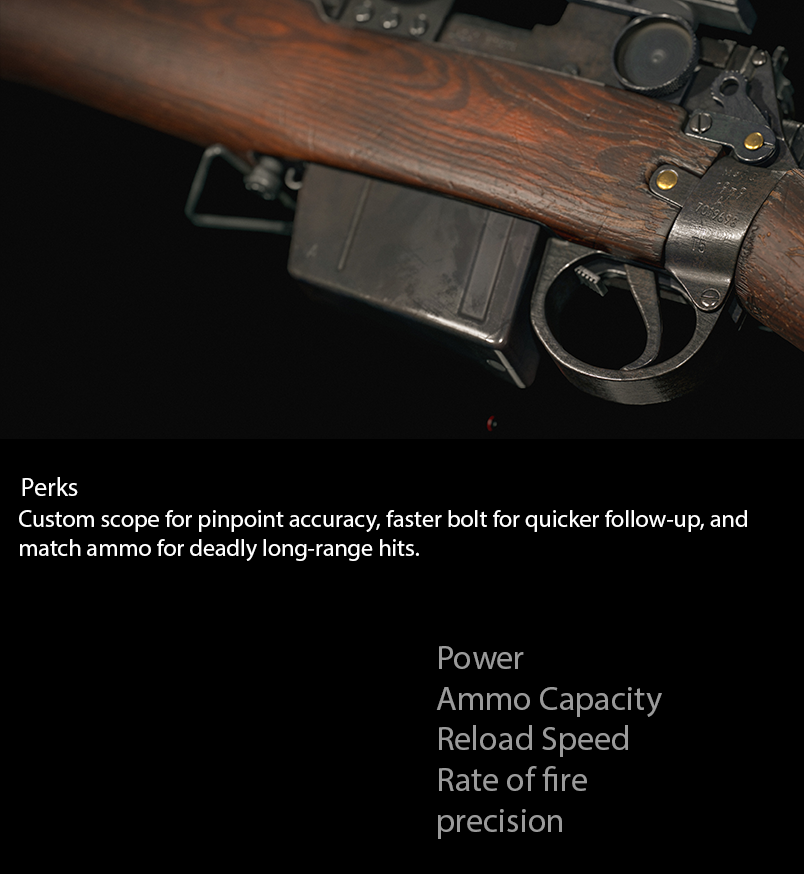 Perks
Custom scope for pinpoint accuracy, faster bolt for quicker follow-up, and
match ammo for deadly long-range hits.
Power
Ammo Capacity
Reload Speed
Rate of fire
precision